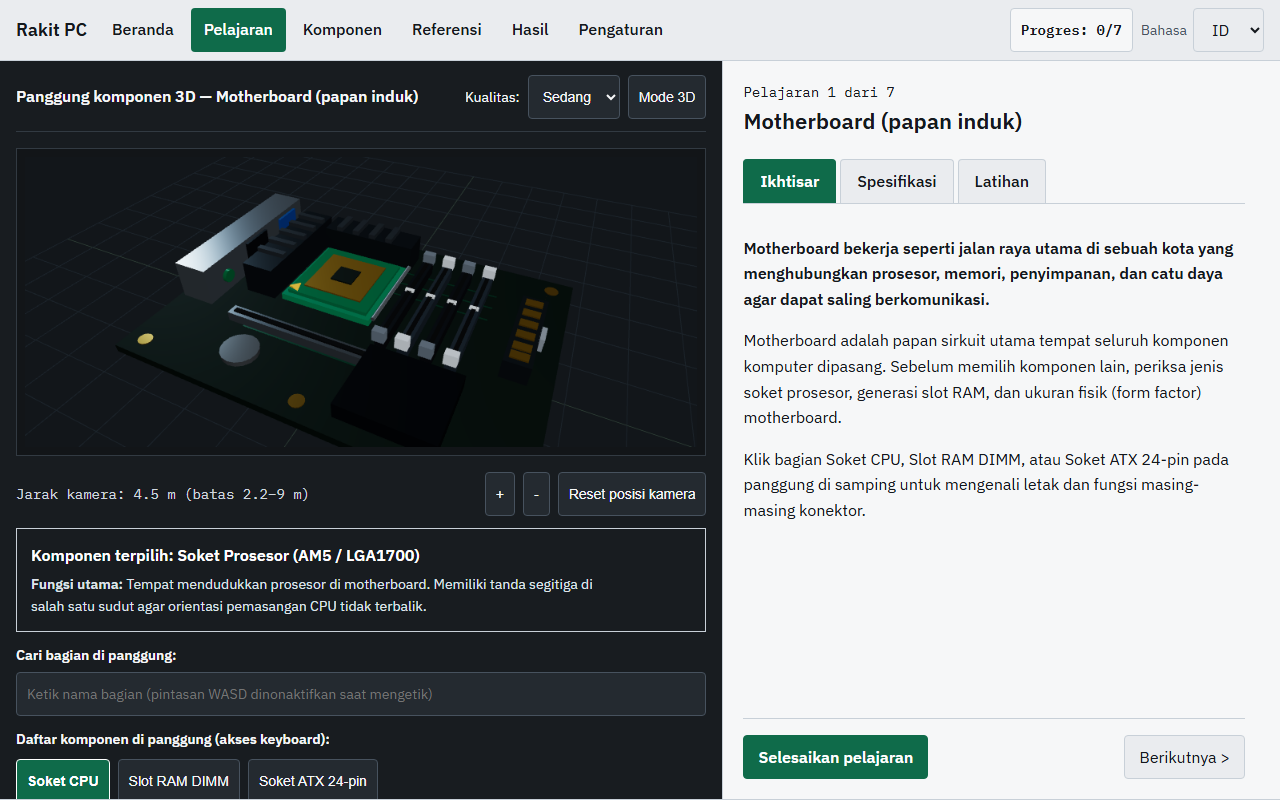 Rakit PC
Beranda
Pelajaran
Komponen
Referensi
Hasil
Pengaturan
Progres: 0/7
Bahasa
ID
Panggung komponen 3D — Motherboard (papan induk)
Kualitas:
Sedang
Mode 3D
Jarak kamera: 4.5 m (batas 2.2–9 m)
+
-
Reset posisi kamera
Komponen terpilih: Soket Prosesor (AM5 / LGA1700)
Fungsi utama: Tempat mendudukkan prosesor di motherboard. Memiliki tanda segitiga di
salah satu sudut agar orientasi pemasangan CPU tidak terbalik.
Cari bagian di panggung:
Ketik nama bagian (pintasan WASD dinonaktifkan saat mengetik)
Daftar komponen di panggung (akses keyboard):
Soket CPU
Slot RAM DIMM
Soket ATX 24-pin
Pelajaran 1 dari 7
Motherboard (papan induk)
Ikhtisar
Spesifikasi
Latihan
Motherboard bekerja seperti jalan raya utama di sebuah kota yang
menghubungkan prosesor, memori, penyimpanan, dan catu daya
agar dapat saling berkomunikasi.
Motherboard adalah papan sirkuit utama tempat seluruh komponen
komputer dipasang. Sebelum memilih komponen lain, periksa jenis
soket prosesor, generasi slot RAM, dan ukuran fisik (form factor)
motherboard.
Klik bagian Soket CPU, Slot RAM DIMM, atau Soket ATX 24-pin pada
panggung di samping untuk mengenali letak dan fungsi masing-
masing konektor.
Selesaikan pelajaran
Berikutnya >